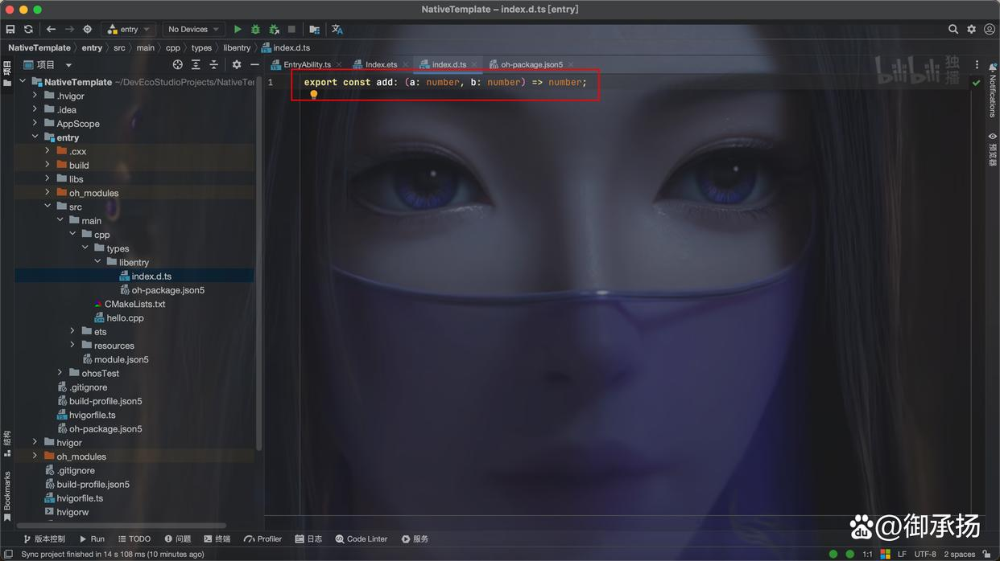 NativeTemplate – index.d.ts [entry]
entry
No Devices
NativeTemplate
entry
src
main
cpp
types
libentry
index.d.ts
项目
项目
EntryAbility.ts
Index.ets
index.d.ts
oh-package.json5
bilibili 独播
1 export const add: (a: number, b: number) => number;
NativeTemplate ~/DevEcoStudioProjects/NativeTer
.hvigor
.idea
AppScope
entry
.cxx
build
libs
oh_modules
src
main
cpp
types
libentry
index.d.ts
oh-package.json5
CMakeLists.txt
hello.cpp
ets
resources
module.json5
ohosTest
.gitignore
build-profile.json5
hvigorfile.ts
oh-package.json5
hvigor
oh_modules
.gitignore
build-profile.json5
hvigorfile.ts
hvigorw
结构
Bookmarks
Notifications
预览器
du @御承扬
版本控制
Run
TODO
问题
终端
Profiler
日志
Code Linter
服务
Sync project finished in 14 s 108 ms (10 minutes ago)
1:1
LF
UTF-8
2 spaces